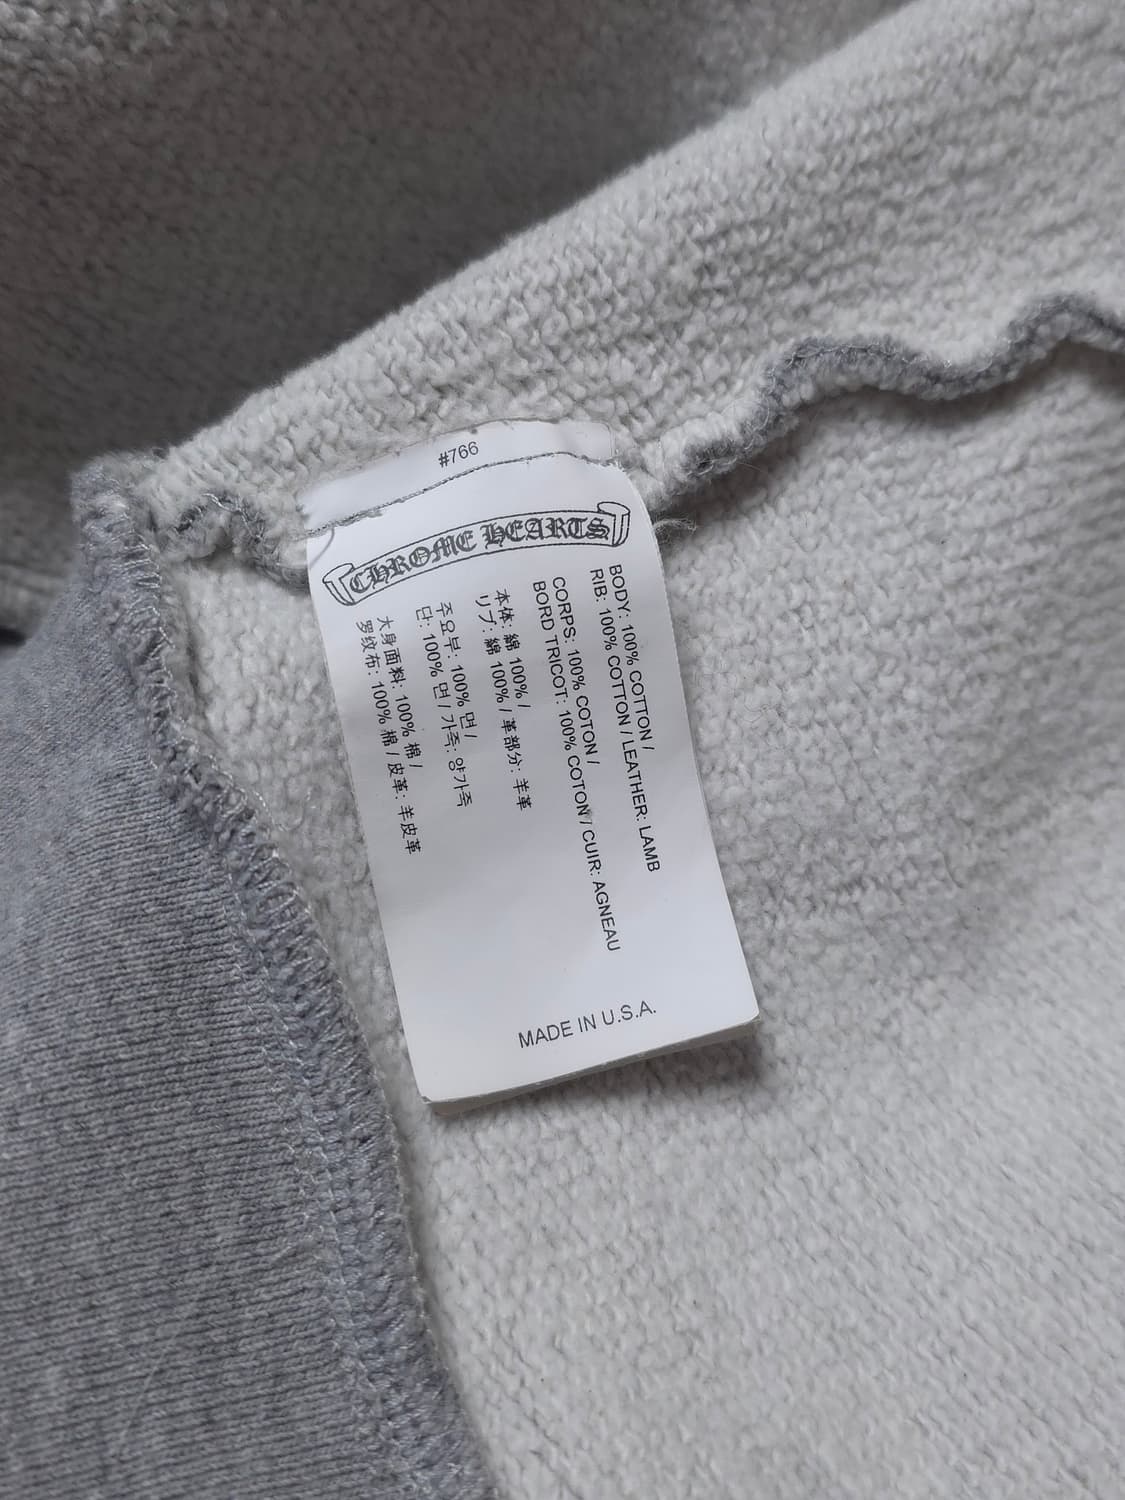 #766
CHROME HEARTS
BODY: 100% COTTON /
RIB: 100% COTTON / LEATHER: LAMB
CORPS: 100% COTON /
BORD TRICOT: 100% COTON / CUIR: AGNEAU
本体: 綿 100% /
リブ: 綿 100% / 革部分: 羊革
주요부: 100% 면 /
단: 100% 면 / 가죽: 양가죽
大身面料: 100% 棉 /
罗纹布: 100% 棉 / 皮革: 羊皮革
MADE IN U.S.A.